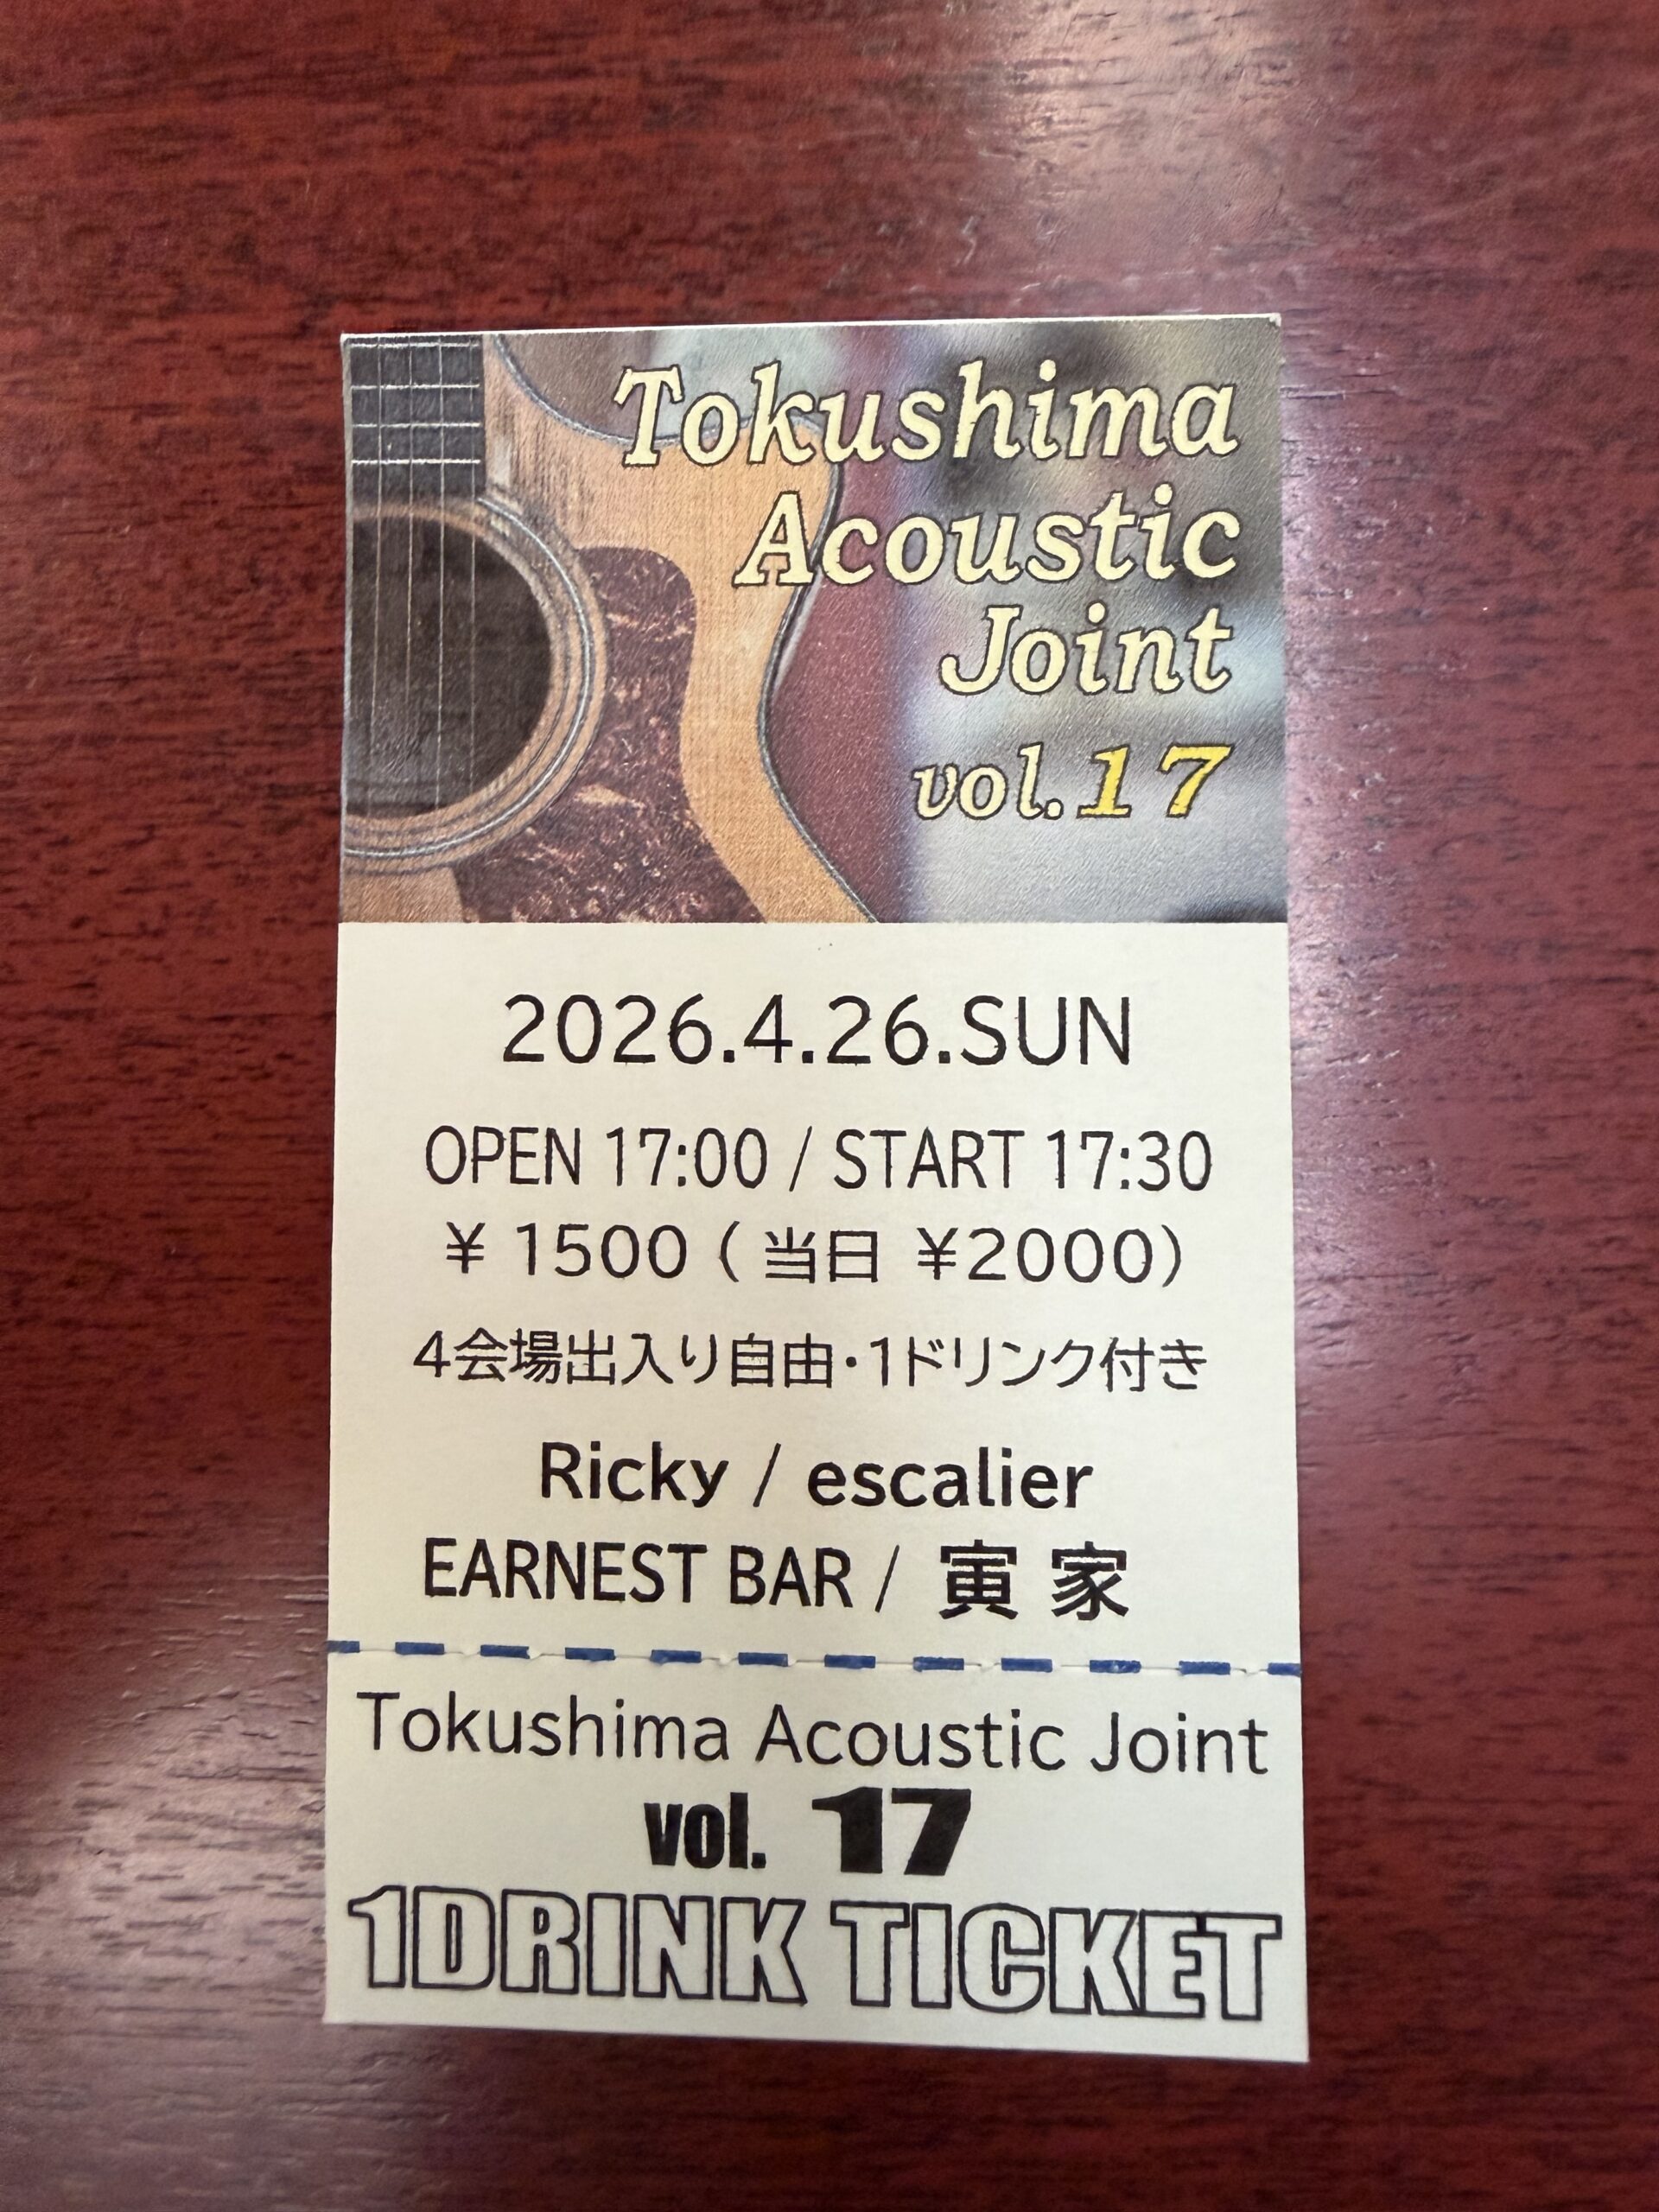 Tokushima
Acoustic
Joint
vol.17
2026.4.26.SUN
OPEN 17:00 / START 17:30
¥ 1500 ( 当日 ¥2000)
4会場出入り自由・1ドリンク付き
Ricky / escalier
EARNEST BAR / 寅家
Tokushima Acoustic Joint
vol. 17
1DRINK TICKET